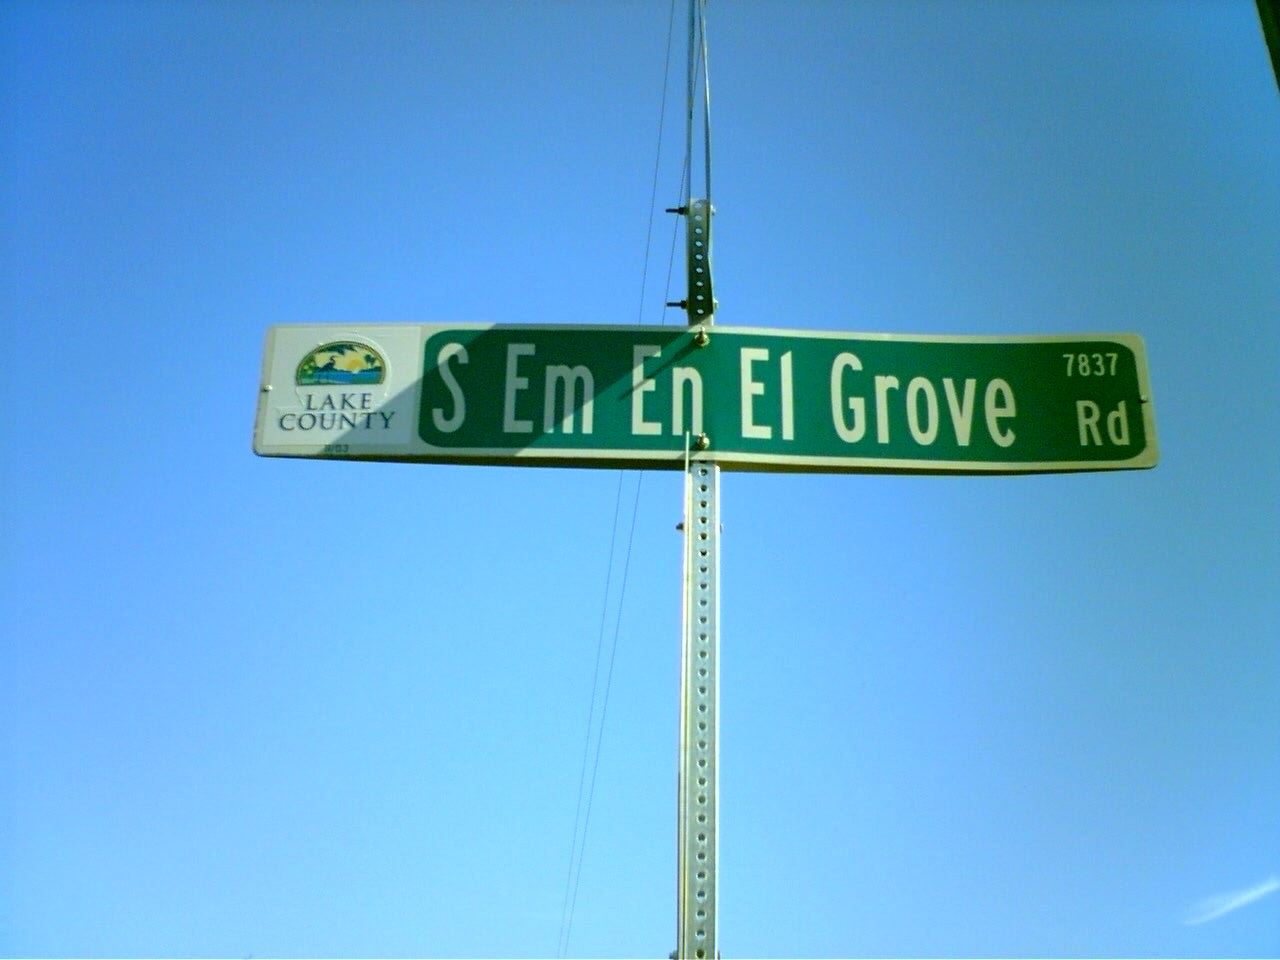 LAKE
COUNTY
S Em En El Grove Rd
7837